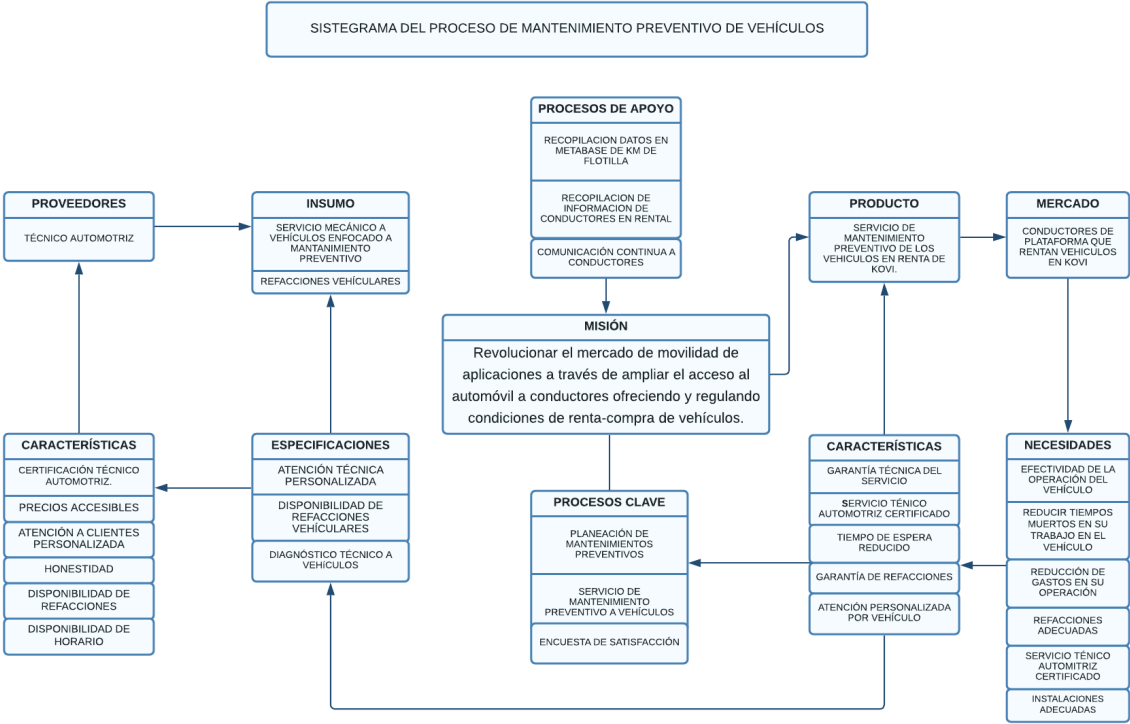 SISTEGRAMA DEL PROCESO DE MANTENIMIENTO PREVENTIVO DE VEHÍCULOS
PROCESOS DE APOYO
RECOPILACION DATOS EN
METABASE DE KM DE
FLOTILLA
RECOPILACION DE
INFORMACION DE
CONDUCTORES EN RENTAL
COMUNICACIÓN CONTINUA A
CONDUCTORES
PROVEEDORES
TÉCNICO AUTOMOTRIZ
INSUMO
SERVICIO MECÁNICO A
VEHÍCULOS ENFOCADO A
MANTANIMIENTO
PREVENTIVO
REFACCIONES VEHÍCULARES
PRODUCTO
SERVICIO DE
MANTENIMIENTO
PREVENTIVO DE LOS
VEHICULOS EN RENTA DE
KOVI.
MERCADO
CONDUCTORES DE
PLATAFORMA QUE
RENTAN VEHICULOS
EN KOVI
MISIÓN
Revolucionar el mercado de movilidad de
aplicaciones a través de ampliar el acceso al
automóvil a conductores ofreciendo y regulando
condiciones de renta-compra de vehículos.
CARACTERÍSTICAS
CERTIFICACIÓN TÉCNICO
AUTOMOTRIZ.
PRECIOS ACCESIBLES
ATENCIÓN A CLIENTES
PERSONALIZADA
HONESTIDAD
DISPONIBILIDAD DE
REFACCIONES
DISPONIBILIDAD DE
HORARIO
ESPECIFICACIONES
ATENCIÓN TÉCNICA
PERSONALIZADA
DISPONIBILIDAD DE
REFACCIONES
VEHÍCULARES
DIAGNÓSTICO TÉCNICO A
VEHíCULOS
PROCESOS CLAVE
PLANEACIÓN DE
MANTENIMIENTOS
PREVENTIVOS
SERVICIO DE
MANTENIMIENTO
PREVENTIVO A VEHÍCULOS
ENCUESTA DE SATISFACCIÓN
CARACTERÍSTICAS
GARANTÍA TÉCNICA DEL
SERVICIO
SERVICIO TÉNICO
AUTOMOTRIZ CERTIFICADO
TIEMPO DE ESPERA
REDUCIDO
GARANTÍA DE REFACCIONES
ATENCIÓN PERSONALIZADA
POR VEHÍCULO
NECESIDADES
EFECTIVIDAD DE LA
OPERACIÓN DEL
VEHÍCULO
REDUCIR TIEMPOS
MUERTOS EN SU
TRABAJO EN EL
VEHÍCULO
REDUCCIÓN DE
GASTOS EN SU
OPERACIÓN
REFACCIONES
ADECUADAS
SERVICIO TÉNICO
AUTOMITRIZ
CERTIFICADO
INSTALACIONES
ADECUADAS